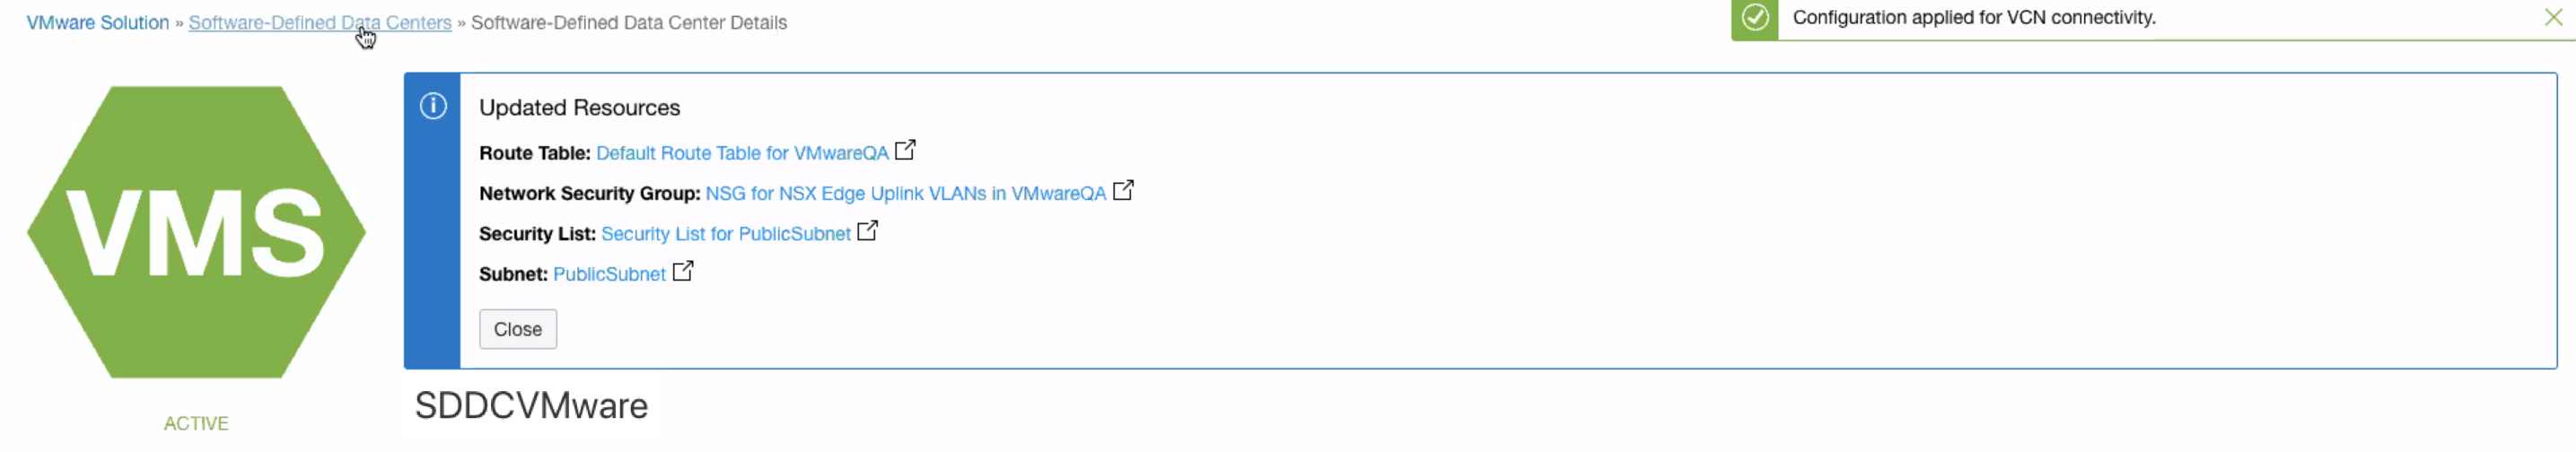 VMware Solution » Software-Defined Data Centers » Software-Defined Data Center Details
Configuration applied for VCN connectivity.
VMS
ACTIVE
Updated Resources
Route Table: Default Route Table for VMwareQA
Network Security Group: NSG for NSX Edge Uplink VLANs in VMwareQA
Security List: Security List for PublicSubnet
Subnet: PublicSubnet
Close
SDDCVMware